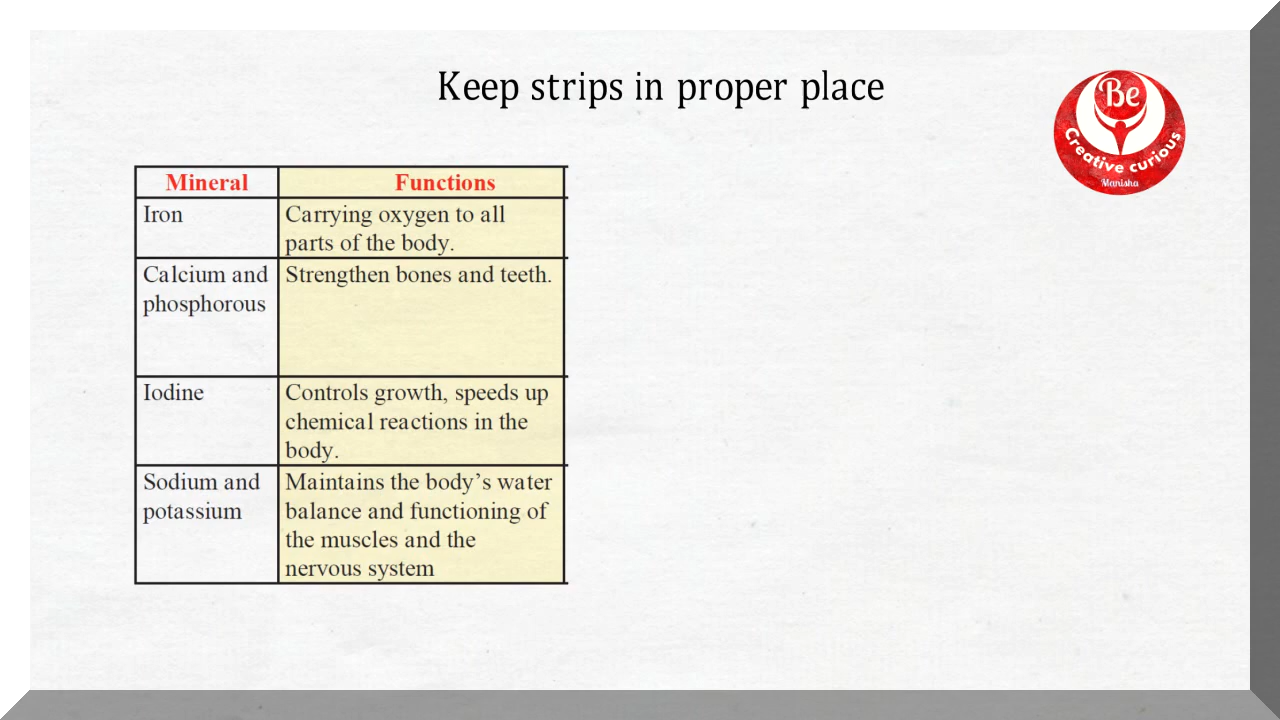 Keep strips in proper place
Be
Creative curious
Manisha
Mineral Functions
Iron Carrying oxygen to all
parts of the body.
Calcium and Strengthen bones and teeth.
phosphorous
Iodine Controls growth, speeds up
chemical reactions in the
body.
Sodium and Maintains the body’s water
potassium balance and functioning of
the muscles and the
nervous system